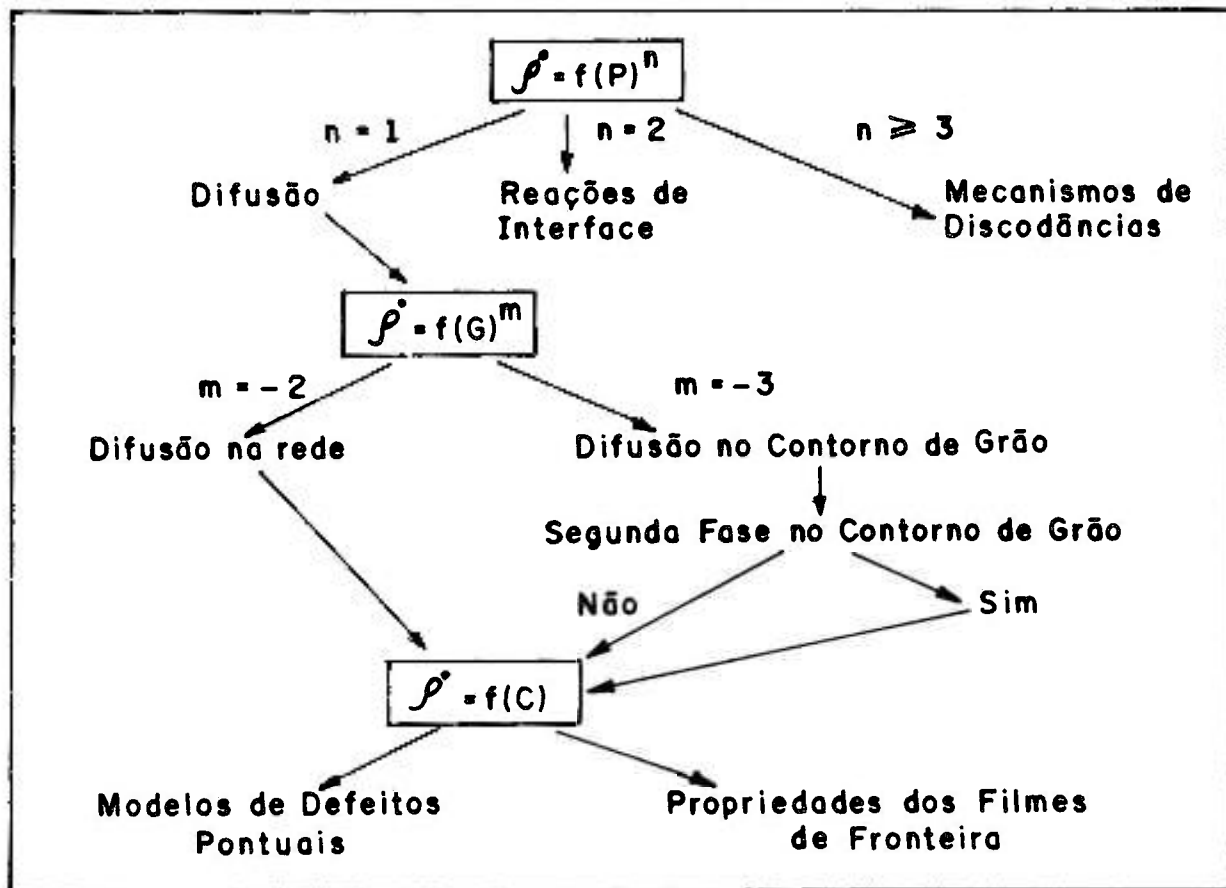 ρ̇ = f(P)^n
n = 1
n = 2
n ⩾ 3
Difusão
Reações de
Interface
Mecanismos de
Discodâncias
ρ̇ = f(G)^m
m = -2
m = -3
Difusão na rede
Difusão no Contorno de Grão
Segunda Fase no Contorno de Grão
Não
Sim
ρ̇ = f(C)
Modelos de Defeitos
Pontuais
Propriedades dos Filmes
de Fronteira